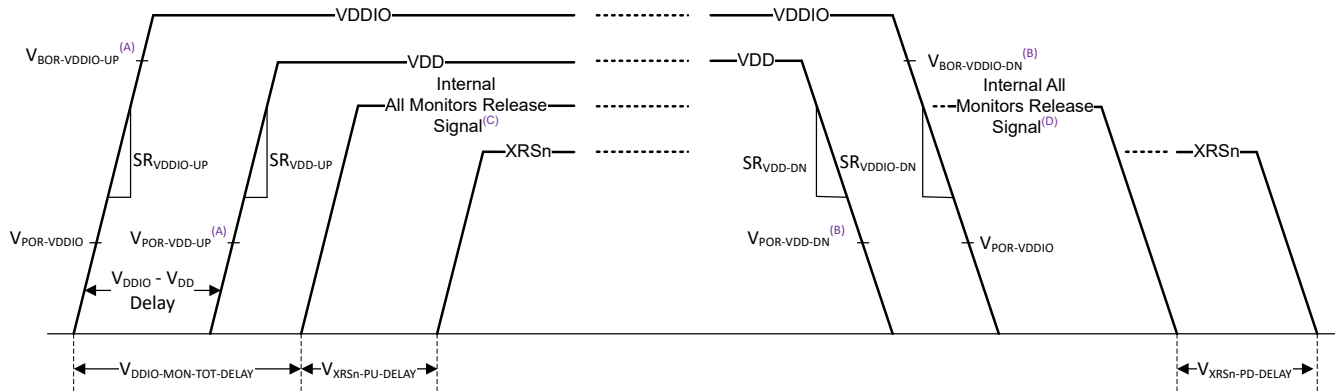 VDDIO
VDDIO
VBOR-VDDIO-UP(A)
VBOR-VDDIO-DN(B)
VDD
VDD
Internal
All Monitors Release
Signal(C)
Internal All
Monitors Release
Signal(D)
SRVDDIO-UP
SRVDD-UP
XRSn
SRVDD-DN
SRVDDIO-DN
XRSn
VPOR-VDDIO
VPOR-VDD-UP(A)
VPOR-VDD-DN(B)
VPOR-VDDIO
VDDIO - VDD
Delay
VDDIO-MON-TOT-DELAY
VXRSn-PU-DELAY
VXRSn-PD-DELAY